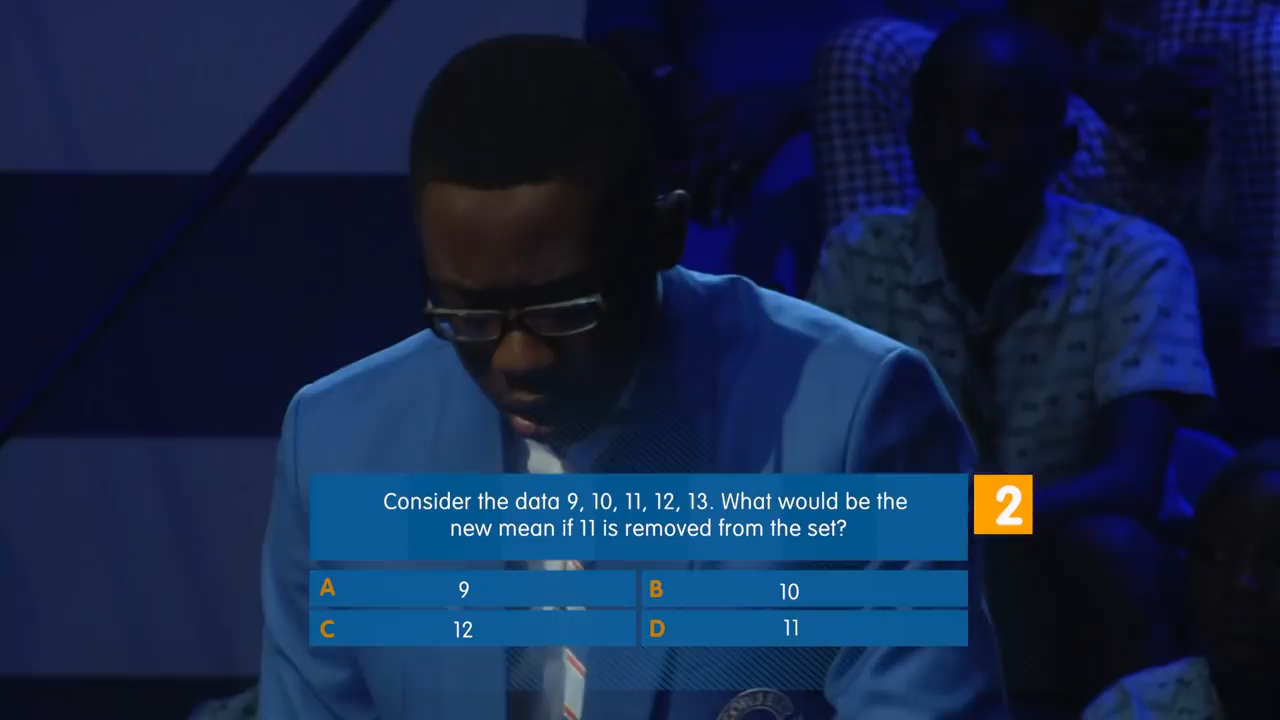 Consider the data 9, 10, 11, 12, 13. What would be the
new mean if 11 is removed from the set?
2
A 9
B 10
C 12
D 11